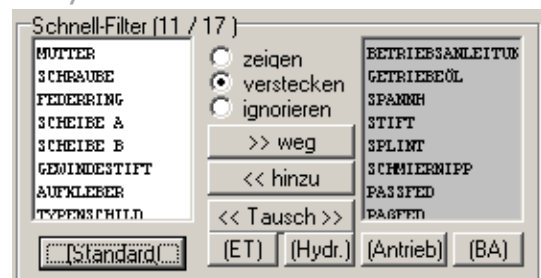 Schnell-Filter (11 / 17 )
MUTTER
SCHRAUBE
FEDERRING
SCHEIBE A
SCHEIBE B
GEWINDESTIFT
AUFKLEBER
TYPENSCHILD
zeigen
verstecken
ignorieren
>> weg
<< hinzu
<< Tausch >>
BETRIEBSANLEITUN
GETRIEBEÖL
SPANNH
STIFT
SPLINT
SCHMIERNIPP
PASSFED
PAGFED
(Standard(
(ET)
(Hydr.)
(Antrieb)
(BA)